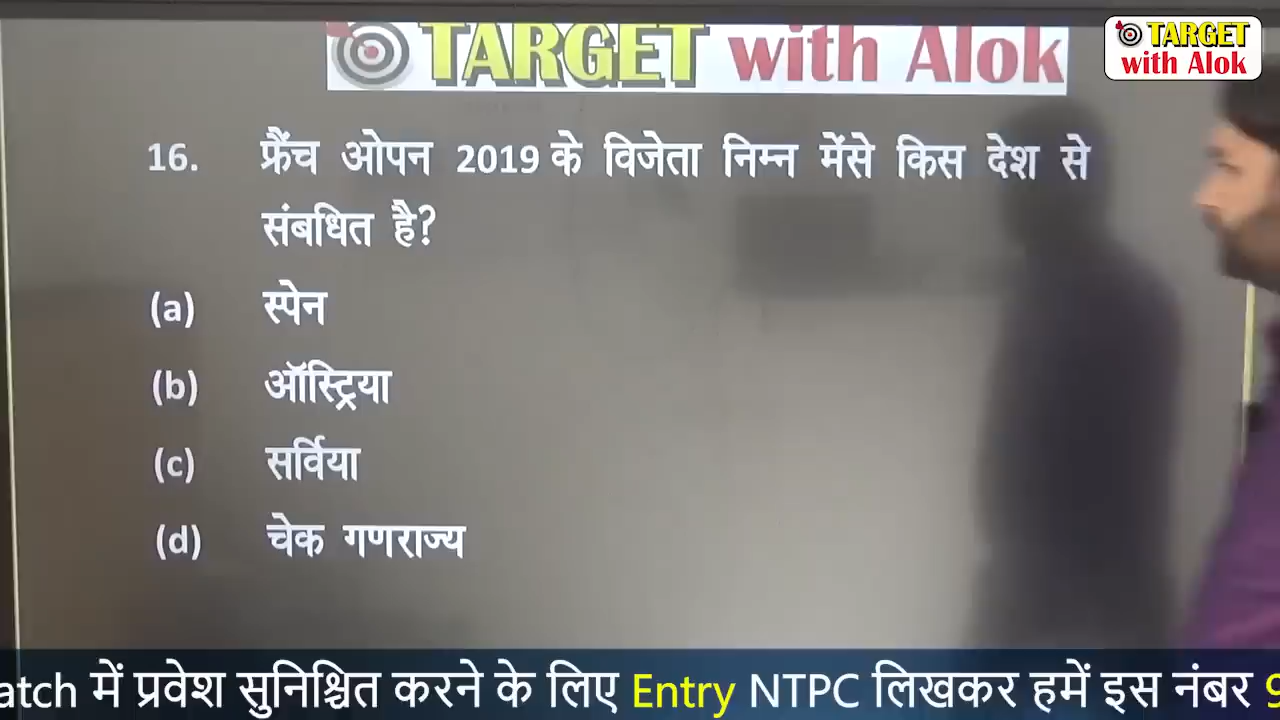 TARGET with Alok
TARGET
with Alok
16. फ्रैंच ओपन 2019 के विजेता निम्न मेंसे किस देश से
संबधित है?
(a) स्पेन
(b) ऑस्ट्रिया
(c) सर्विया
(d) चेक गणराज्य
में प्रवेश सुनिश्चित करने के लिए Entry NTPC लिखकर हमें इस नंबर